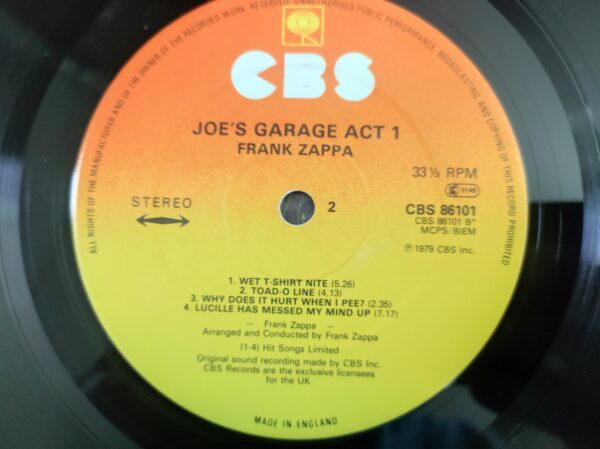 ALL RIGHTS OF THE MANUFACTURER AND OF THE OWNER OF THE RECORDED WORK RESERVED. UNAUTHORISED PUBLIC PERFORMANCE, BROADCASTING AND COPYING OF THIS RECORD PROHIBITED
CBS
JOE'S GARAGE ACT 1
FRANK ZAPPA
33⅓ RPM
STEREO
2
CBS 86101
CBS 86101 B*
MCPS/BIEM
℗ 1979 CBS Inc.
1. WET T-SHIRT NITE (5.26)
2. TOAD-O LINE (4.13)
3. WHY DOES IT HURT WHEN I PEE? (2.35)
4. LUCILLE HAS MESSED MY MIND UP (7.17)
— Frank Zappa —
Arranged and Conducted by Frank Zappa
(1-4) Hit Songs Limited
Original sound recording made by CBS Inc.
CBS Records are the exclusive licensees
for the UK
MADE IN ENGLAND